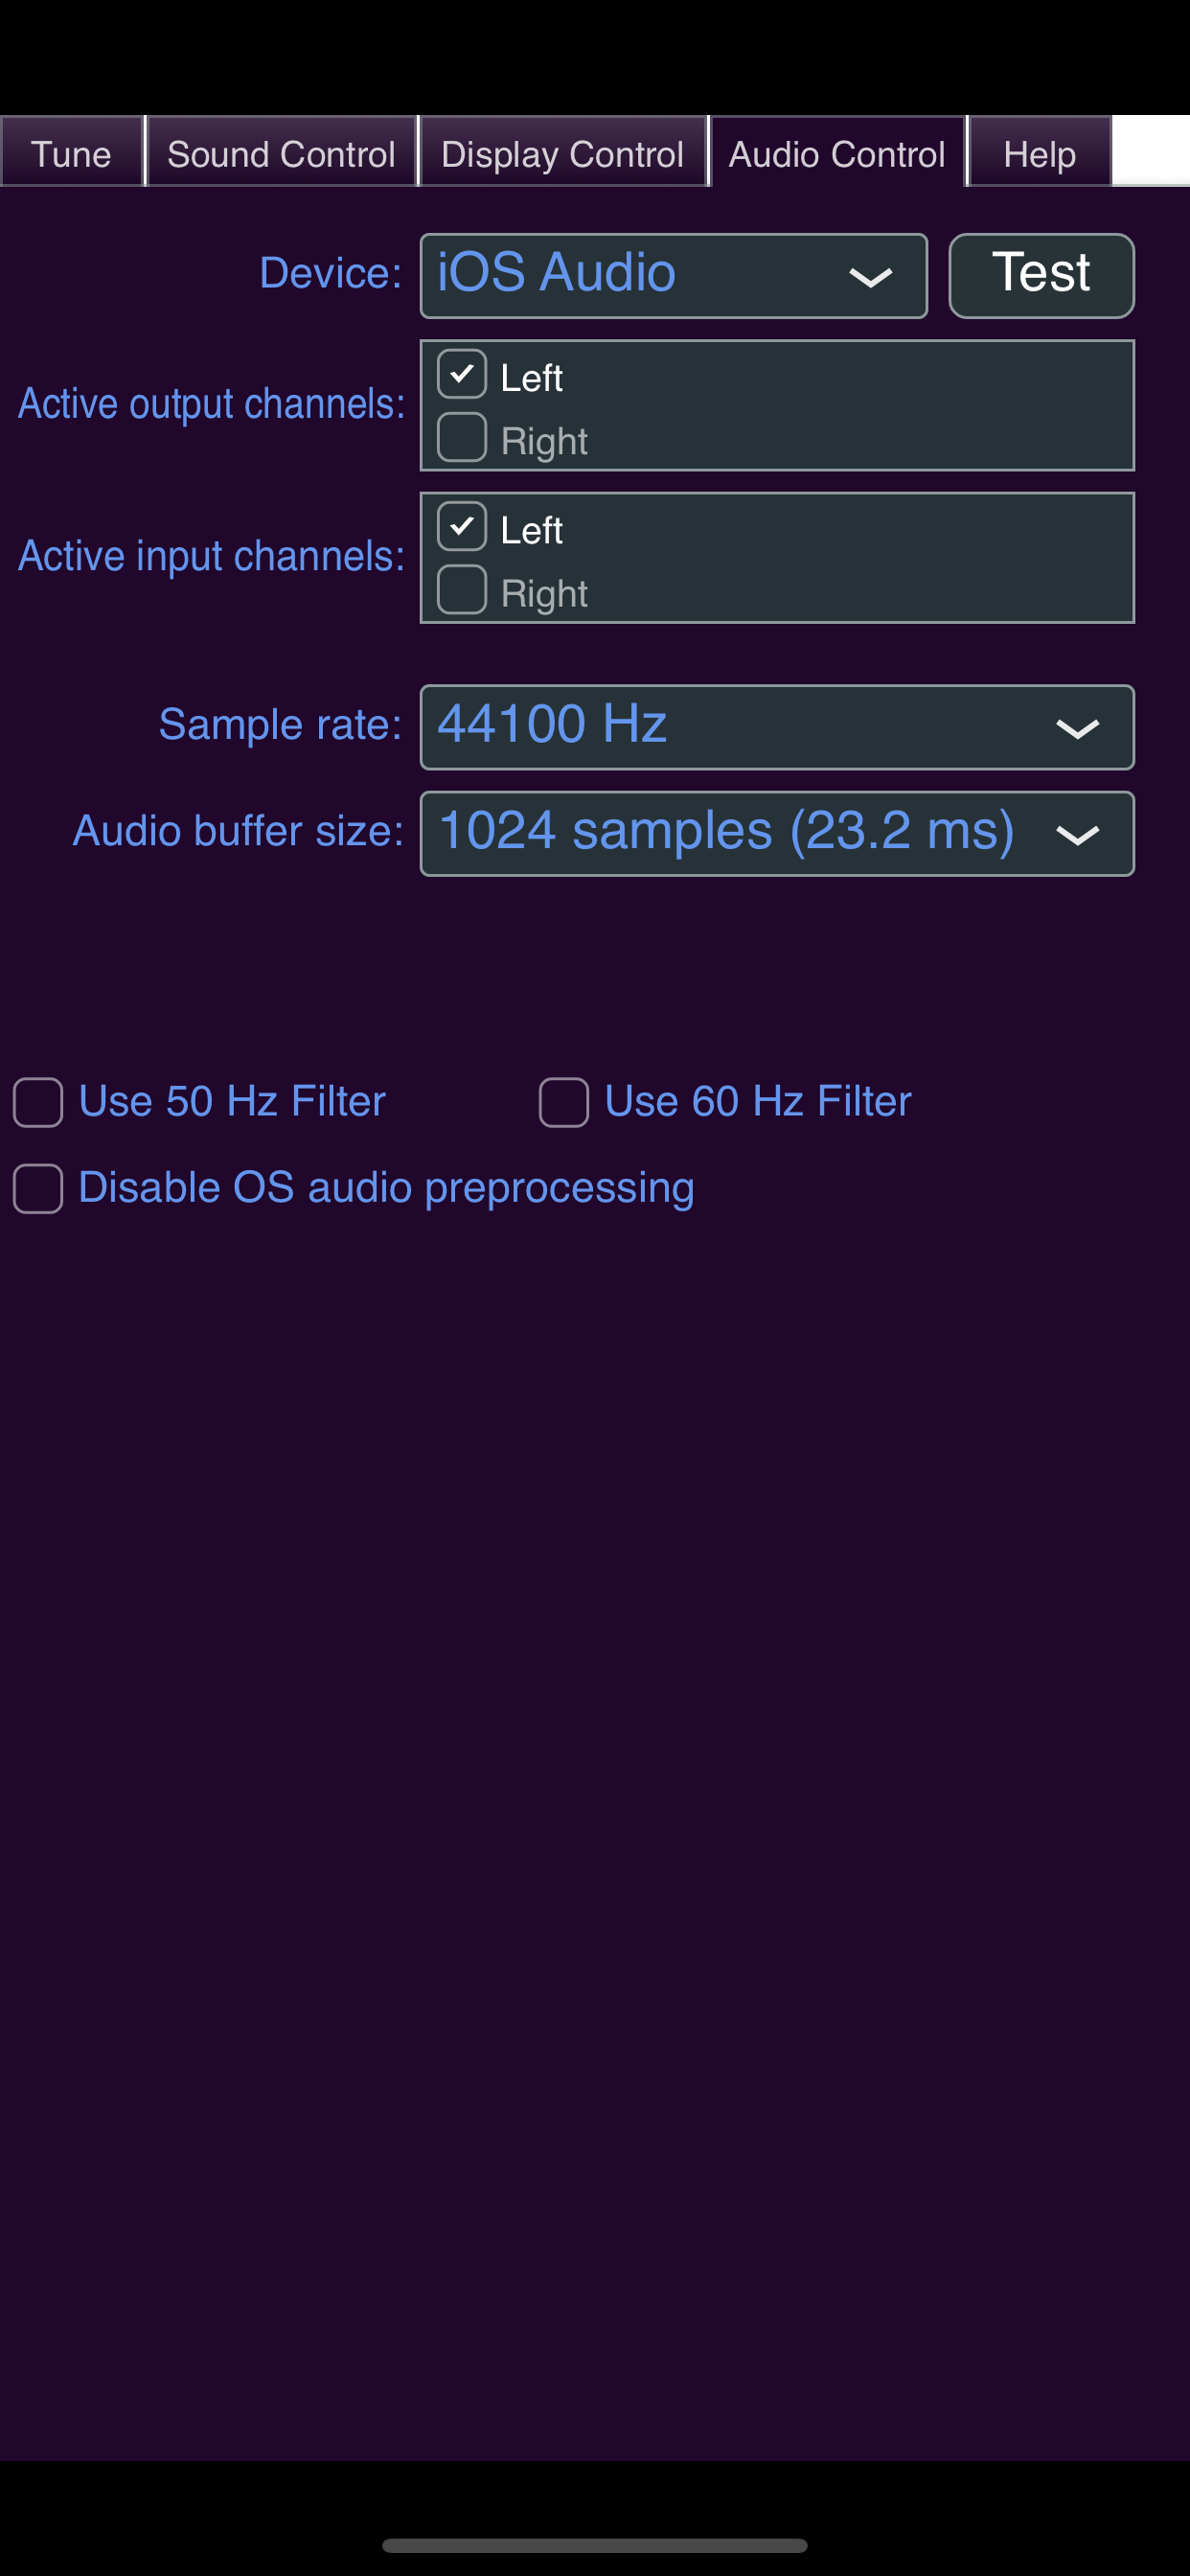 Tune Sound Control Display Control Audio Control Help
Device: iOS Audio Test
Active output channels: Left
Right
Active input channels: Left
Right
Sample rate: 44100 Hz
Audio buffer size: 1024 samples (23.2 ms)
Use 50 Hz Filter Use 60 Hz Filter
Disable OS audio preprocessing